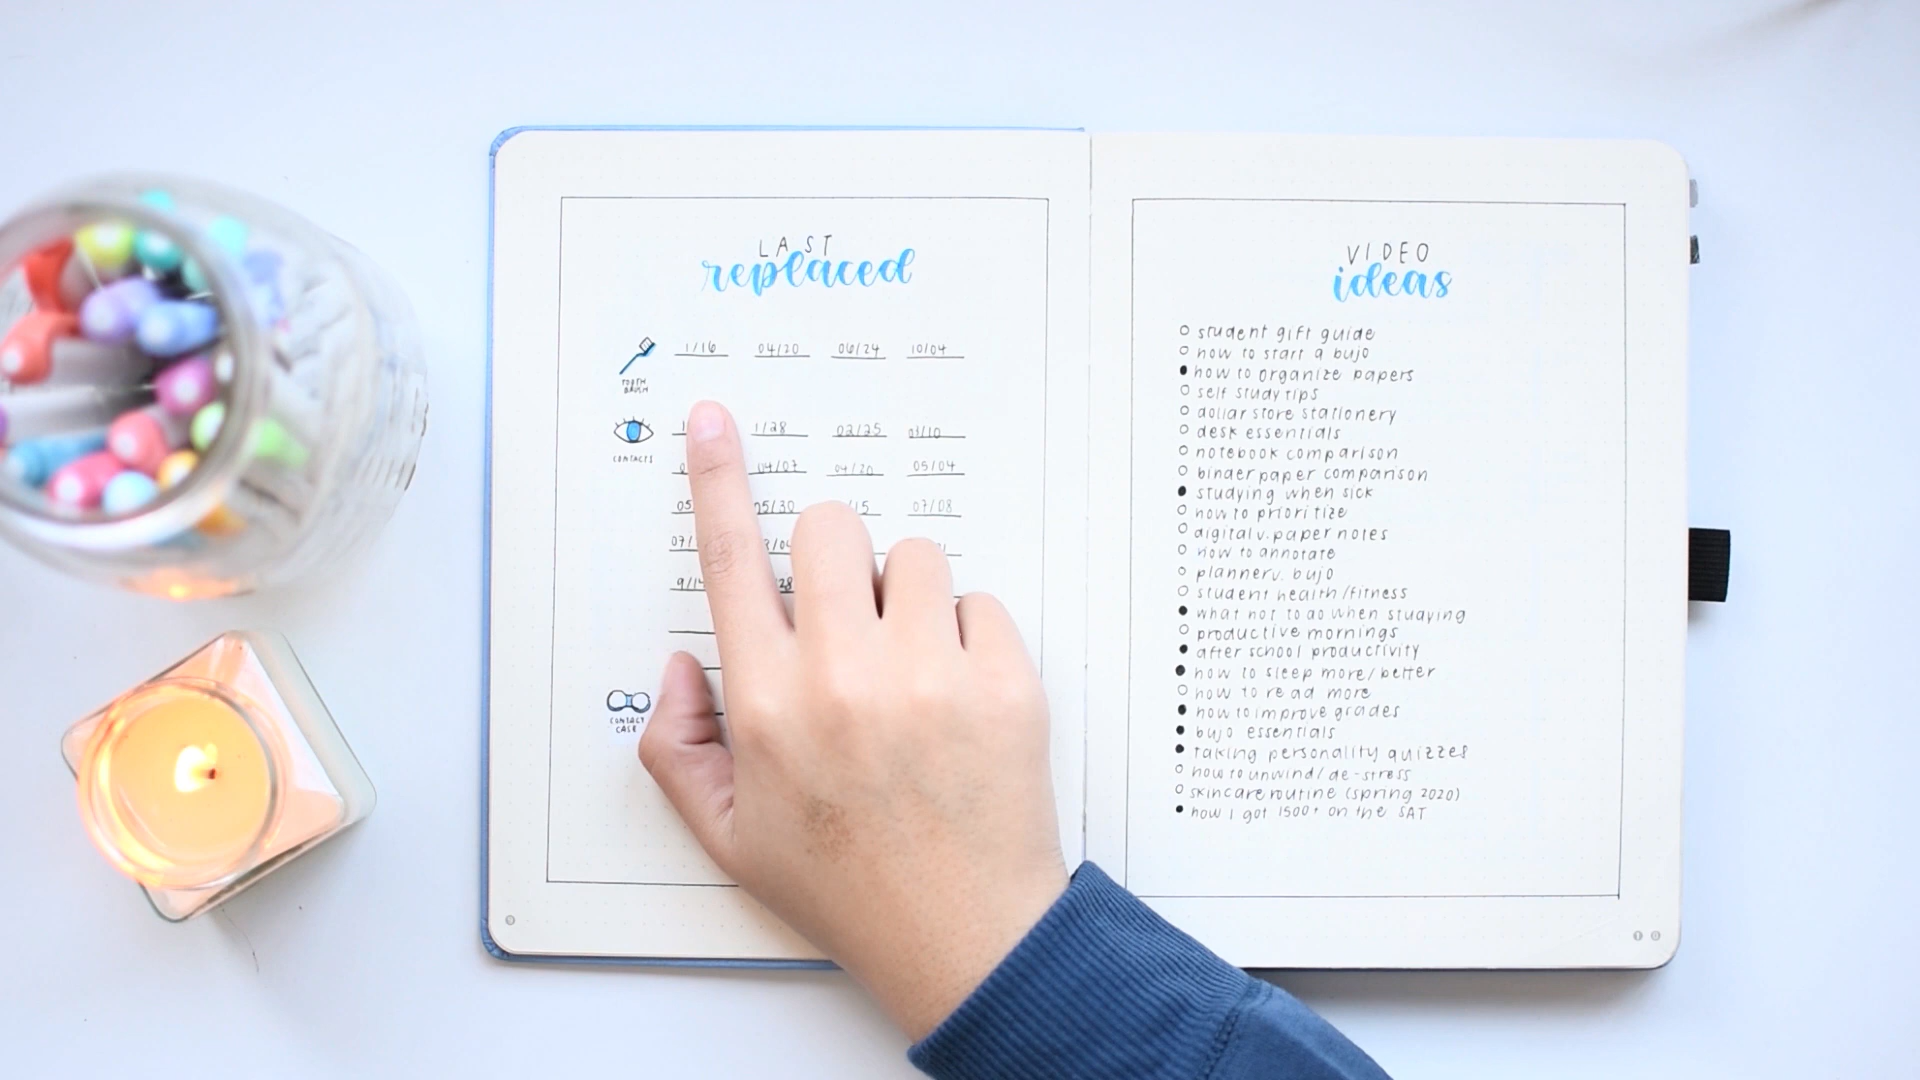 LAST
replaced
1/16 04/20 06/24 10/04
TOOTH
BRUSH
1/28 02/25 03/10
CONTACTS
04/07 04/20 05/04
05/30 07/08
CONTACT
CASE
VIDEO
ideas
student gift guide
how to start a bujo
how to organize papers
self study tips
dollar store stationery
desk essentials
notebook comparison
binder paper comparison
studying when sick
how to prioritize
digital v. paper notes
how to annotate
planner v. bujo
student health/fitness
what not to do when studying
productive mornings
after school productivity
how to sleep more/better
how to read more
how to improve grades
bujo essentials
taking personality quizzes
how to unwind/de-stress
skincare routine (spring 2020)
how I got 1500+ on the SAT